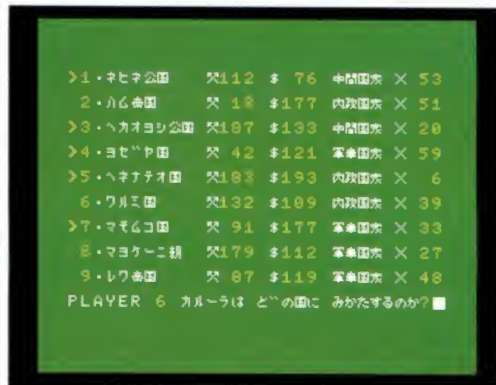 >1・ネヒネ公国 112 $ 76 中間国家 × 53
2・ハム帝国 18 $177 内政国家 × 51
>3・ヘカオヨシ公国 187 $133 中間国家 × 20
>4・ヨゼ゛ヤ国 42 $121 軍事国家 × 59
>5・ヘネナテオ国 183 $193 内政国家 × 6
6・ワルミ国 132 $109 内政国家 × 39
>7・マモムコ国 91 $177 軍事国家 × 33
8・マヨケーニ朝 179 $112 軍事国家 × 27
9・レワ帝国 87 $119 軍事国家 × 48
PLAYER 6 カルーラは ど゛の国に みかたするのか?